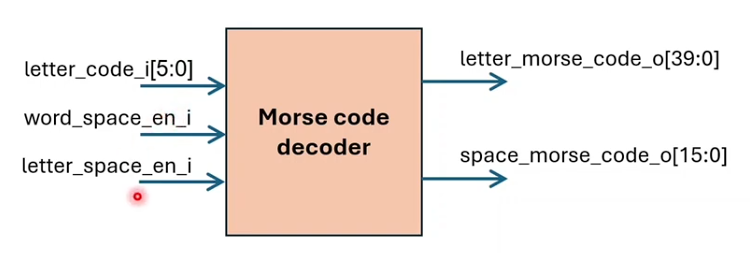 letter_code_i[5:0]
word_space_en_i
letter_space_en_i
Morse code
decoder
letter_morse_code_o[39:0]
space_morse_code_o[15:0]